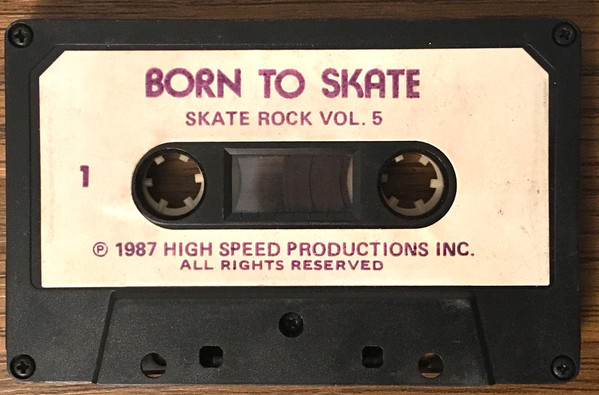 BORN TO SKATE
SKATE ROCK VOL. 5
1
℗ 1987 HIGH SPEED PRODUCTIONS INC.
ALL RIGHTS RESERVED